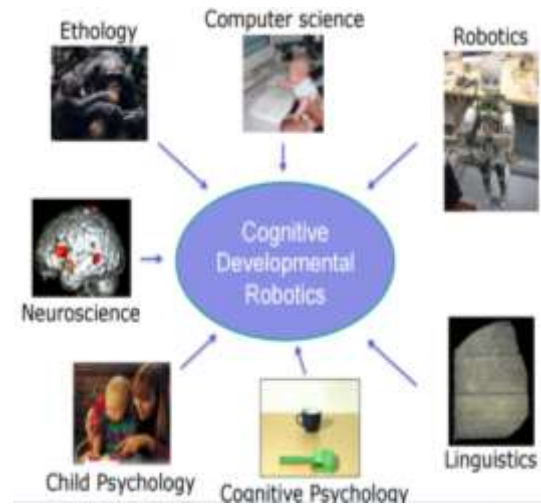 Ethology
Computer science
Robotics
Cognitive
Developmental
Robotics
Neuroscience
Child Psychology
Cognitive Psychology
Linguistics